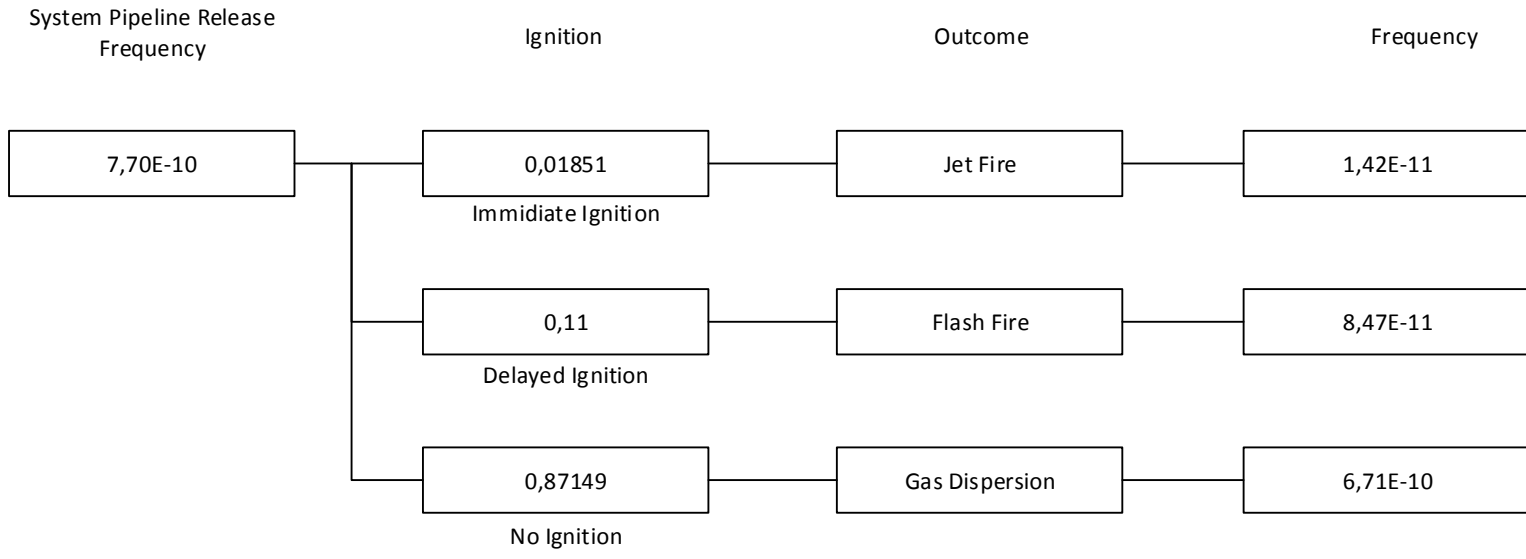 System Pipeline Release
Frequency
Ignition
Outcome
Frequency
7,70E-10
0,01851
Jet Fire
1,42E-11
Immidiate Ignition
0,11
Flash Fire
8,47E-11
Delayed Ignition
0,87149
Gas Dispersion
6,71E-10
No Ignition